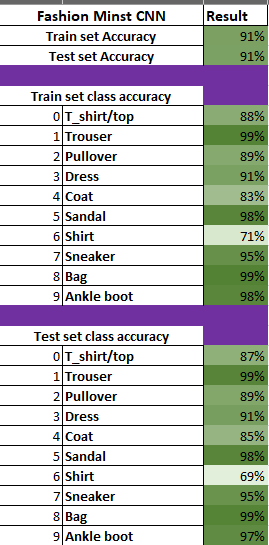 Fashion Minst CNN Result
Train set Accuracy 91%
Test set Accuracy 91%
Train set class accuracy
0 T_shirt/top 88%
1 Trouser 99%
2 Pullover 89%
3 Dress 91%
4 Coat 83%
5 Sandal 98%
6 Shirt 71%
7 Sneaker 95%
8 Bag 99%
9 Ankle boot 98%
Test set class accuracy
0 T_shirt/top 87%
1 Trouser 99%
2 Pullover 89%
3 Dress 91%
4 Coat 85%
5 Sandal 98%
6 Shirt 69%
7 Sneaker 95%
8 Bag 99%
9 Ankle boot 97%